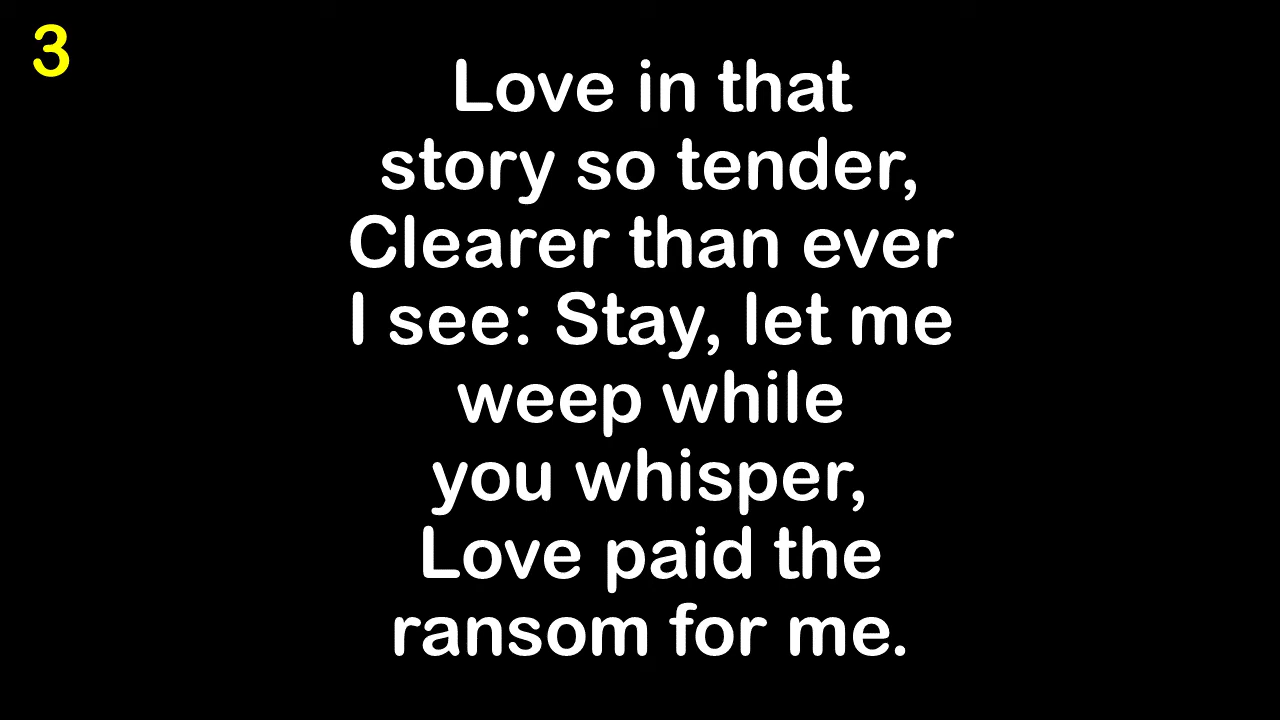 3
Love in that
story so tender,
Clearer than ever
I see: Stay, let me
weep while
you whisper,
Love paid the
ransom for me.